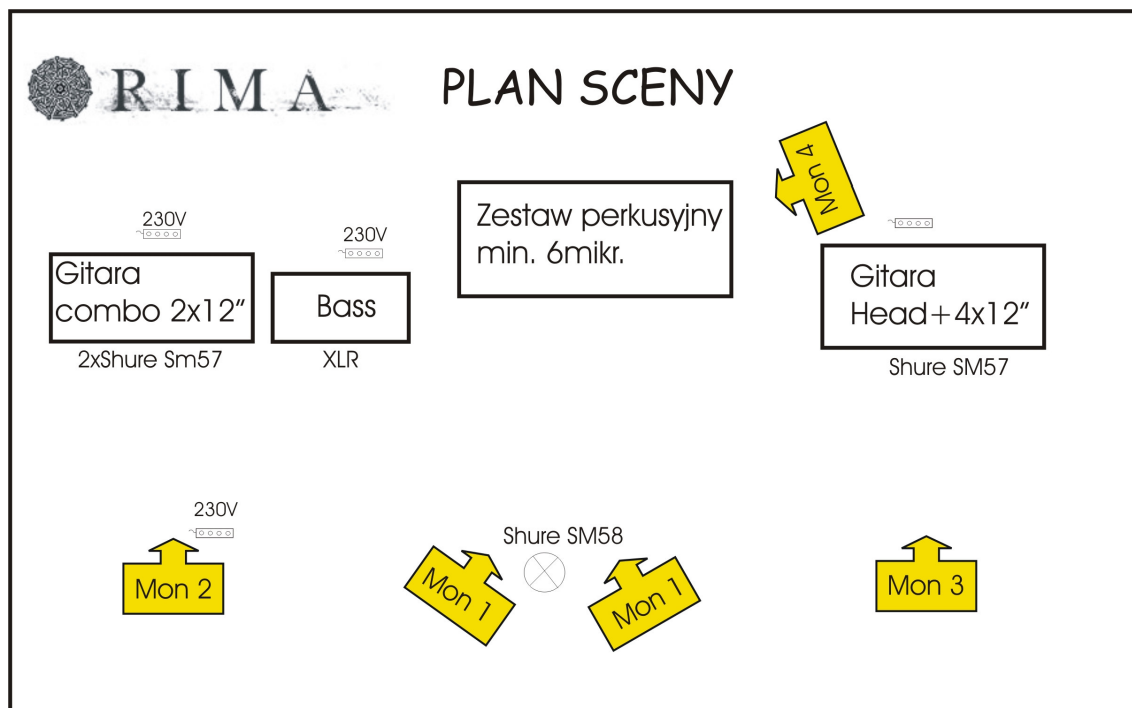 RIMA
PLAN SCENY
Mon 4
230V
Gitara
combo 2x12”
2xShure Sm57
230V
Bass
XLR
Zestaw perkusyjny
min. 6mikr.
Gitara
Head+4x12”
Shure SM57
230V
Mon 2
Shure SM58
Mon 1
Mon 1
Mon 3